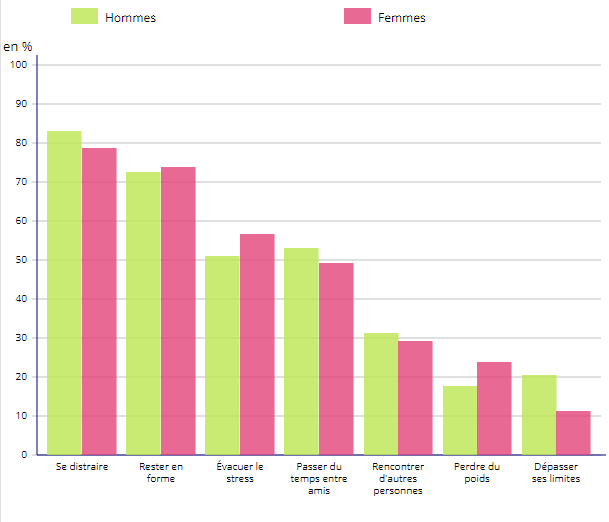 Hommes
Femmes
en %
100
90
80
70
60
50
40
30
20
10
0
Se distraire
Rester en
forme
Évacuer le
stress
Passer du
temps entre
amis
Rencontrer
d'autres
personnes
Perdre du
poids
Dépasser
ses limites